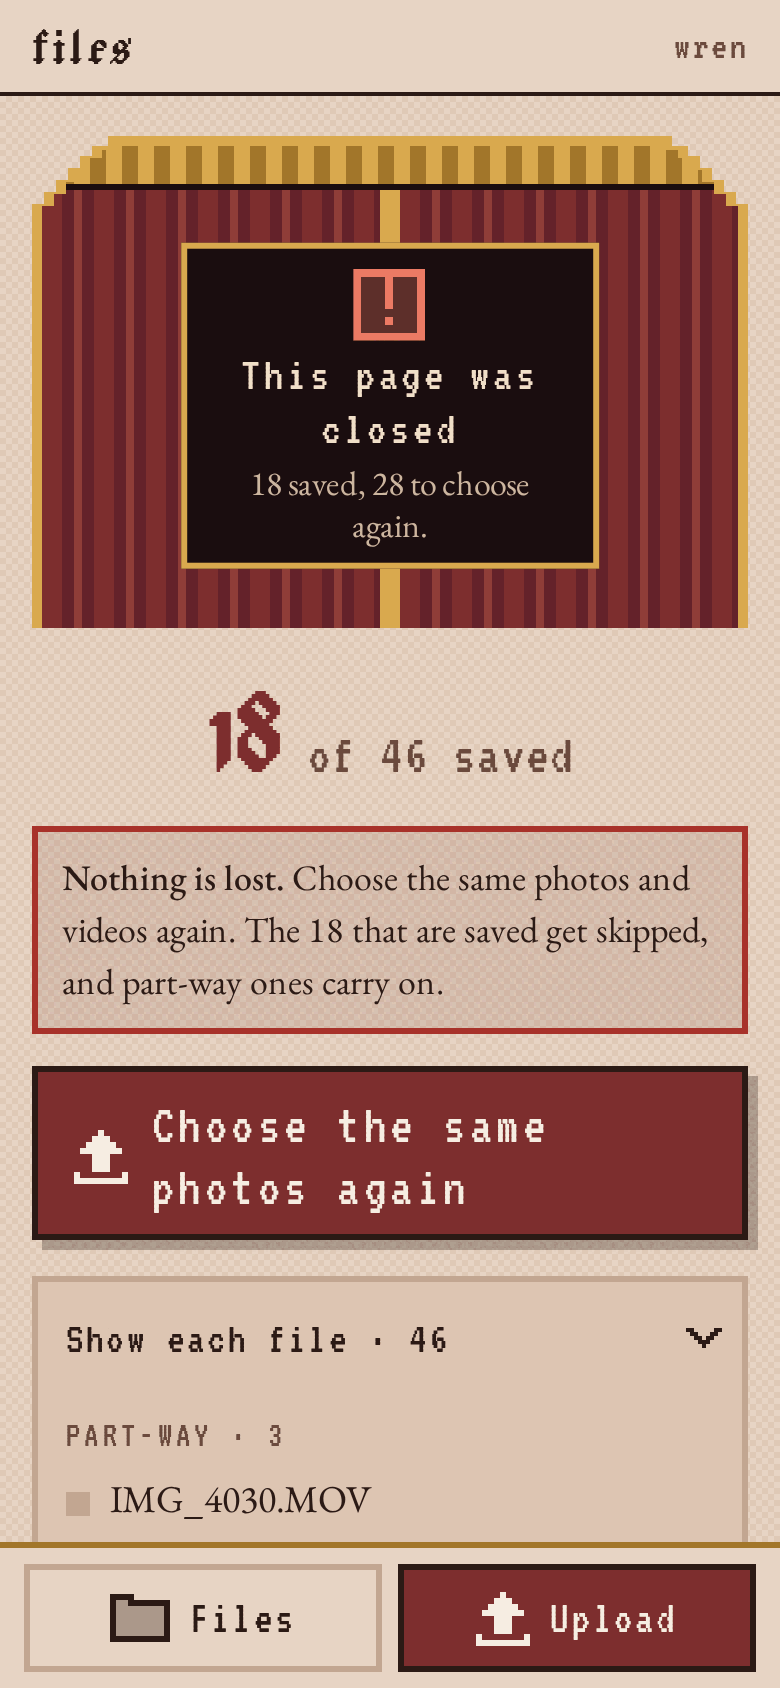 files
wren
This page was
closed
18 saved, 28 to choose
again.
18 of 46 saved
Nothing is lost. Choose the same photos and
videos again. The 18 that are saved get skipped,
and part-way ones carry on.
Choose the same
photos again
Show each file · 46
PART-WAY · 3
IMG_4030.MOV
Files
Upload